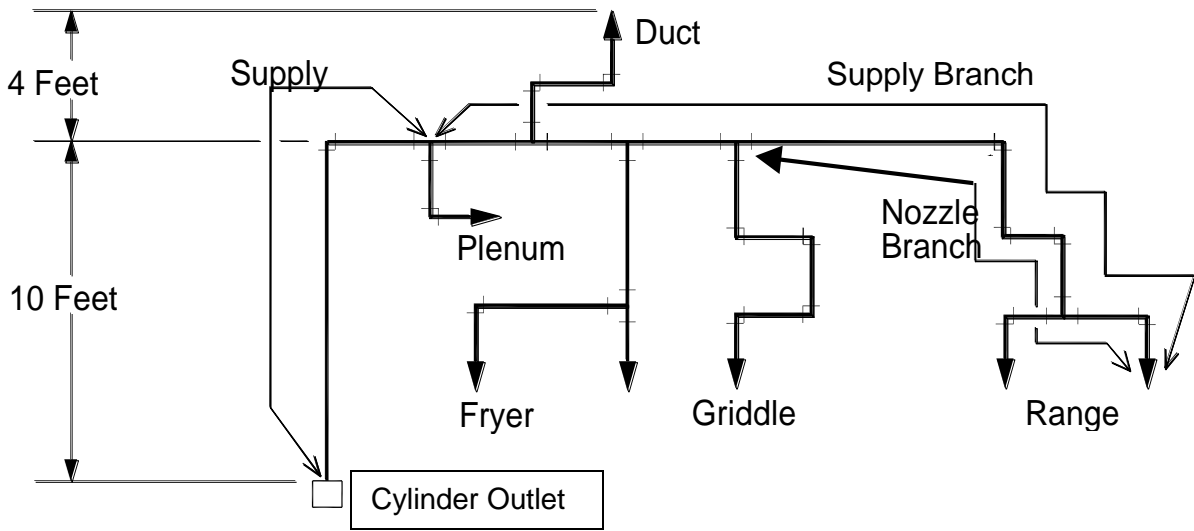 Duct
Supply
Supply Branch
4 Feet
Nozzle
Branch
Plenum
10 Feet
Fryer
Griddle
Range
Cylinder Outlet